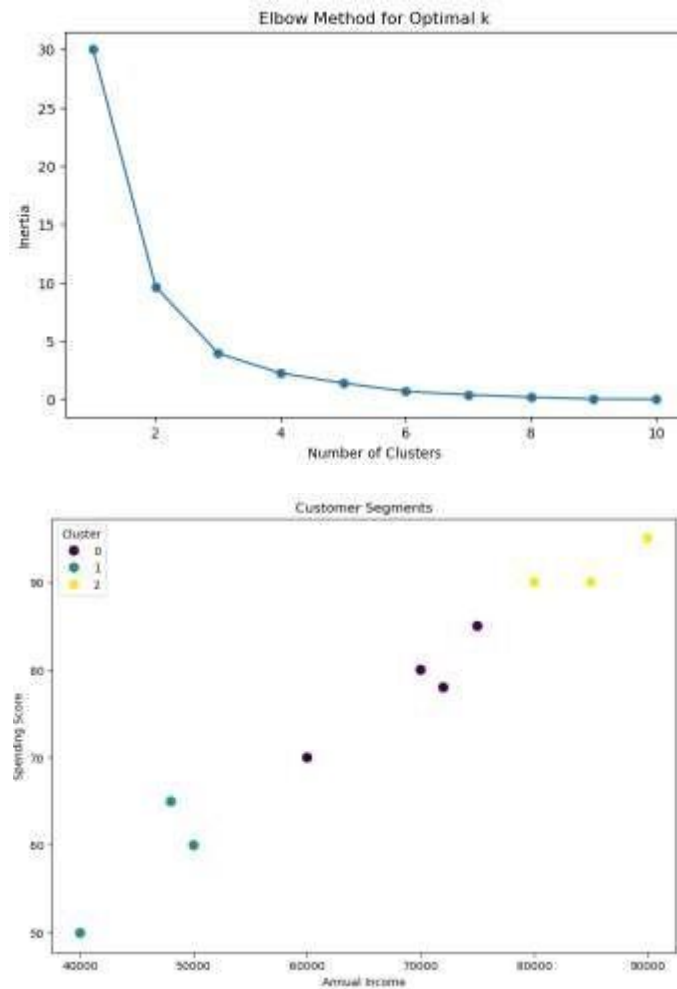 Elbow Method for Optimal k
30
25
20
15
10
5
0
Inertia
2 4 6 8 10
Number of Clusters
Customer Segments
Cluster
0
1
2
90
80
70
60
50
Spending Score
40000 50000 60000 70000 80000 90000
Annual Income